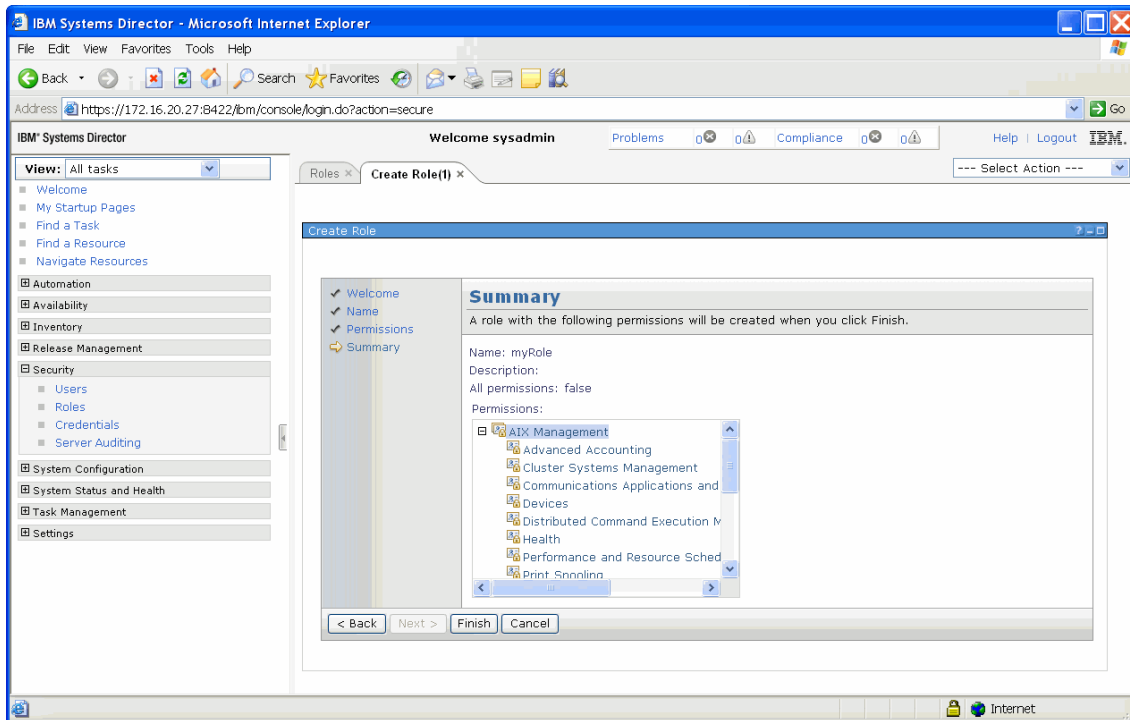 IBM Systems Director - Microsoft Internet Explorer
File Edit View Favorites Tools Help
Back Search Favorites
Address https://172.16.20.27:8422/ibm/console/login.do?action=secure Go
IBM® Systems Director Welcome sysadmin Problems 0 0 Compliance 0 0 Help | Logout IBM.
View: All tasks
Roles × Create Role(1) × --- Select Action ---
Welcome
My Startup Pages
Find a Task
Find a Resource
Navigate Resources
Automation
Availability
Inventory
Release Management
Security
Users
Roles
Credentials
Server Auditing
System Configuration
System Status and Health
Task Management
Settings
Create Role
Welcome
Name
Permissions
Summary
Summary
A role with the following permissions will be created when you click Finish.
Name: myRole
Description:
All permissions: false
Permissions:
AIX Management
Advanced Accounting
Cluster Systems Management
Communications Applications and
Devices
Distributed Command Execution M
Health
Performance and Resource Sched
Print Spooling
< Back Next > Finish Cancel
Internet